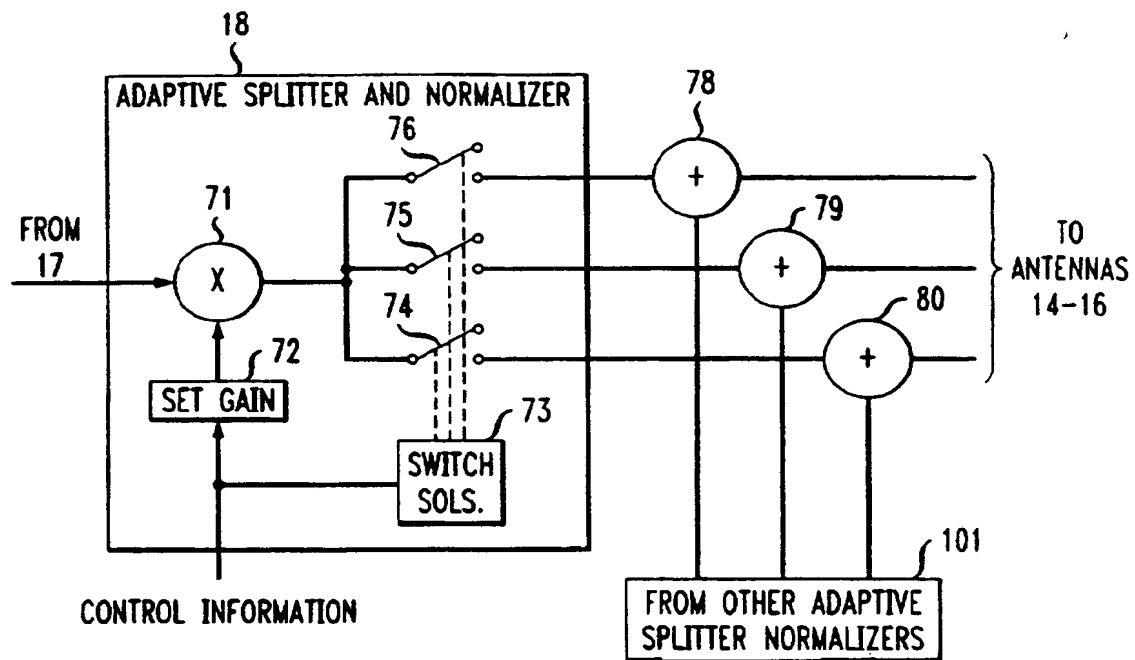 18
ADAPTIVE SPLITTER AND NORMALIZER
78
76
71
79
FROM
17
75
TO
ANTENNAS
14-16
X
+
+
+
74
80
72
SET GAIN
73
SWITCH
SOLS.
101
CONTROL INFORMATION
FROM OTHER ADAPTIVE
SPLITTER NORMALIZERS